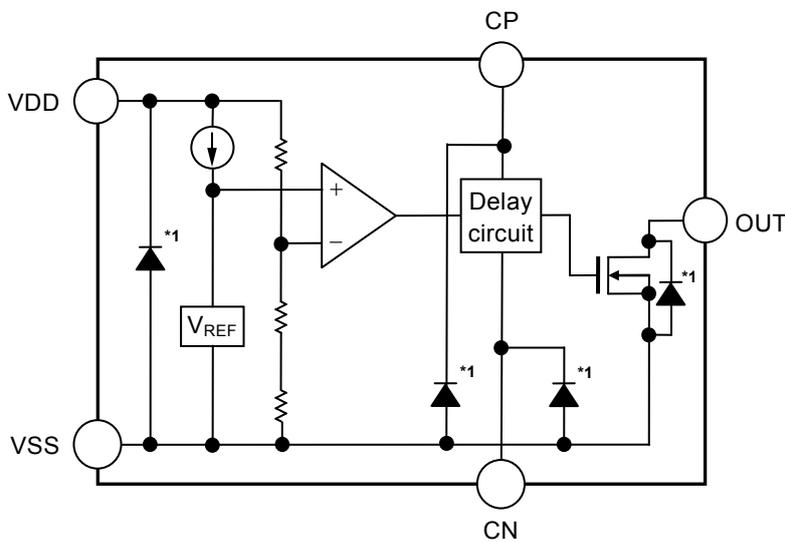 CP
VDD
+
Delay
circuit
*1
−
OUT
*1
VREF
*1
*1
VSS
CN